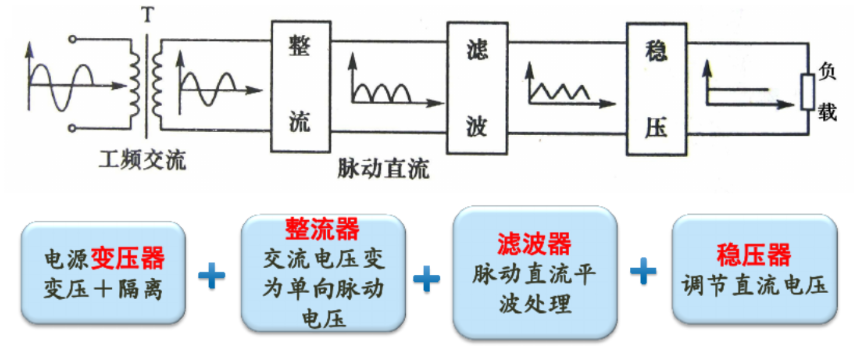 T
整流
滤波
稳压
负载
工频交流
脉动直流
电源变压器
变压＋隔离
整流器
交流电压变
为单向脉动
电压
滤波器
脉动直流平
波处理
稳压器
调节直流电压